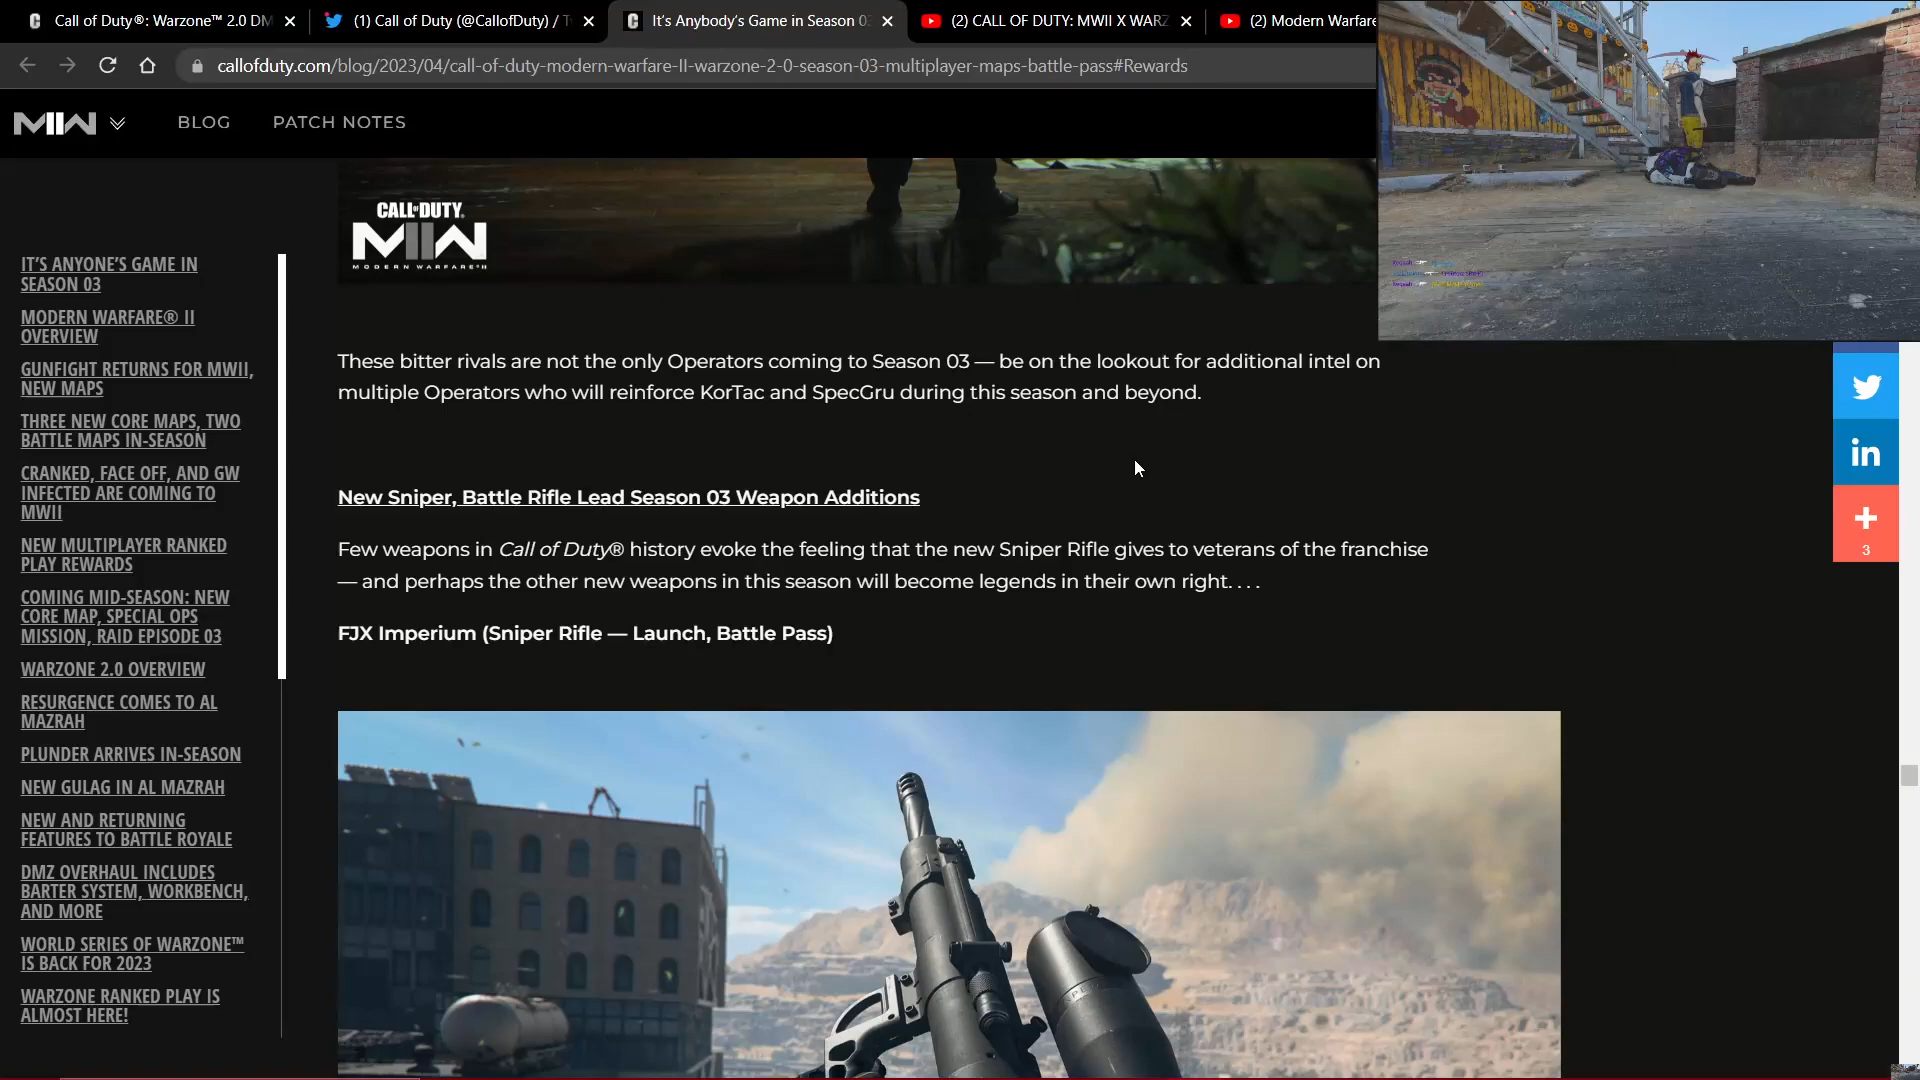 Call of Duty®: Warzone™ 2.0 DM
(1) Call of Duty (@CallofDuty) / T
It's Anybody's Game in Season 03
(2) CALL OF DUTY: MWII X WARZ
(2) Modern Warfare
callofduty.com/blog/2023/04/call-of-duty-modern-warfare-II-warzone-2-0-season-03-multiplayer-maps-battle-pass#Rewards
MIIW
BLOG
PATCH NOTES
CALL OF DUTY
MIIW
MODERN WARFARE II
IT'S ANYONE'S GAME IN
SEASON 03
MODERN WARFARE® II
OVERVIEW
GUNFIGHT RETURNS FOR MWII,
NEW MAPS
THREE NEW CORE MAPS, TWO
BATTLE MAPS IN-SEASON
CRANKED, FACE OFF, AND GW
INFECTED ARE COMING TO
MWII
NEW MULTIPLAYER RANKED
PLAY REWARDS
COMING MID-SEASON: NEW
CORE MAP, SPECIAL OPS
MISSION, RAID EPISODE 03
WARZONE 2.0 OVERVIEW
RESURGENCE COMES TO AL
MAZRAH
PLUNDER ARRIVES IN-SEASON
NEW GULAG IN AL MAZRAH
NEW AND RETURNING
FEATURES TO BATTLE ROYALE
DMZ OVERHAUL INCLUDES
BARTER SYSTEM, WORKBENCH,
AND MORE
WORLD SERIES OF WARZONE™
IS BACK FOR 2023
WARZONE RANKED PLAY IS
ALMOST HERE!
These bitter rivals are not the only Operators coming to Season 03 — be on the lookout for additional intel on
multiple Operators who will reinforce KorTac and SpecGru during this season and beyond.
New Sniper, Battle Rifle Lead Season 03 Weapon Additions
Few weapons in Call of Duty® history evoke the feeling that the new Sniper Rifle gives to veterans of the franchise
— and perhaps the other new weapons in this season will become legends in their own right. . . .
FJX Imperium (Sniper Rifle — Launch, Battle Pass)
in
3